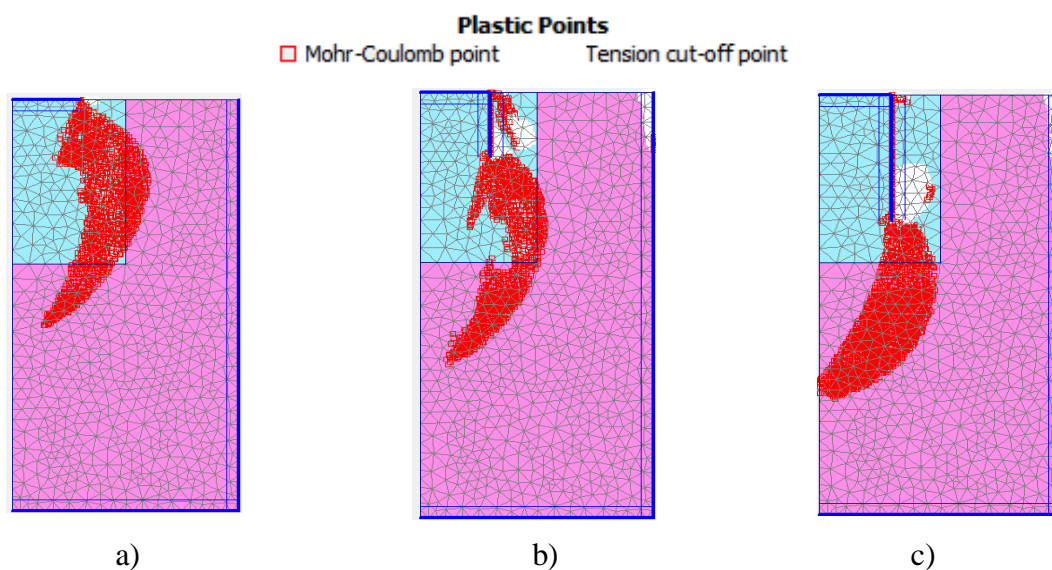 Plastic Points
Mohr-Coulomb point Tension cut-off point
a) b) c)